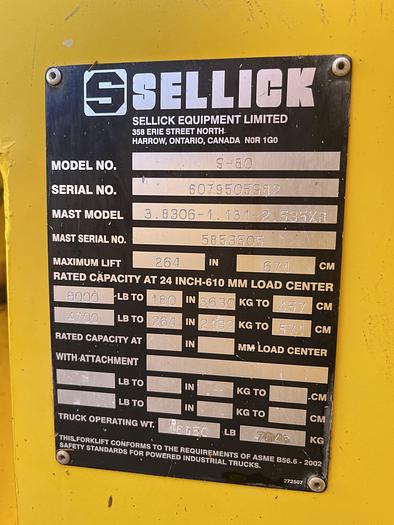 S SELLICK
SELLICK EQUIPMENT LIMITED
358 ERIE STREET NORTH
HARROW, ONTARIO, CANADA N0R 1G0
MODEL NO. S-80
SERIAL NO.
MAST MODEL
MAST SERIAL NO.
MAXIMUM LIFT 264 IN 671 CM
RATED CAPACITY AT 24 INCH-610 MM LOAD CENTER
8000 LB TO 180 IN 3630 KG TO 457 CM
4700 LB TO 264 IN 2132 KG TO 671 CM
RATED CAPACITY AT IN MM LOAD CENTER
WITH ATTACHMENT
LB TO IN KG TO .CM
LB TO IN KG TO CM
TRUCK OPERATING WT. LB KG
THIS FORKLIFT CONFORMS TO THE REQUIREMENTS OF ASME B56.6 - 2002
SAFETY STANDARDS FOR POWERED INDUSTRIAL TRUCKS.
272507